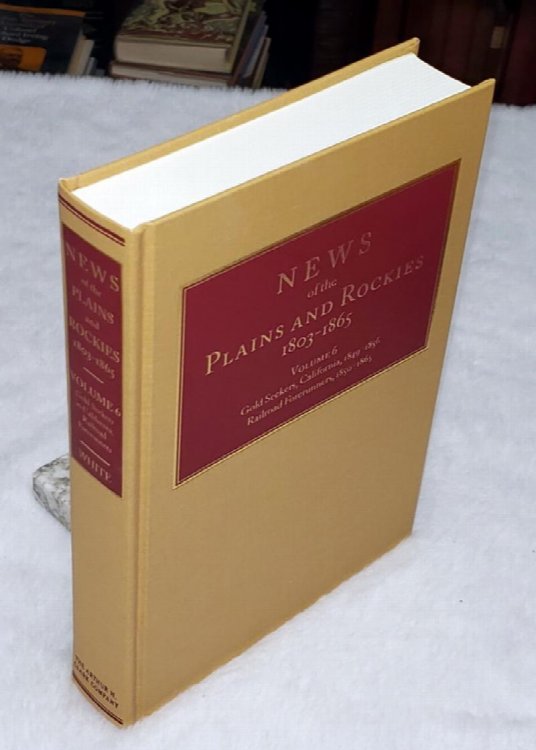 NEWS
of the
PLAINS AND ROCKIES
1803–1865
VOLUME 6
Gold Seekers, California, 1849–1856
Railroad Forerunners, 1850–1865
NEWS
of the
PLAINS
and
ROCKIES
1803–1865
VOLUME 6
Gold Seekers
California
Railroad
Forerunners
WHITE
THE ARTHUR H.
CLARK COMPANY